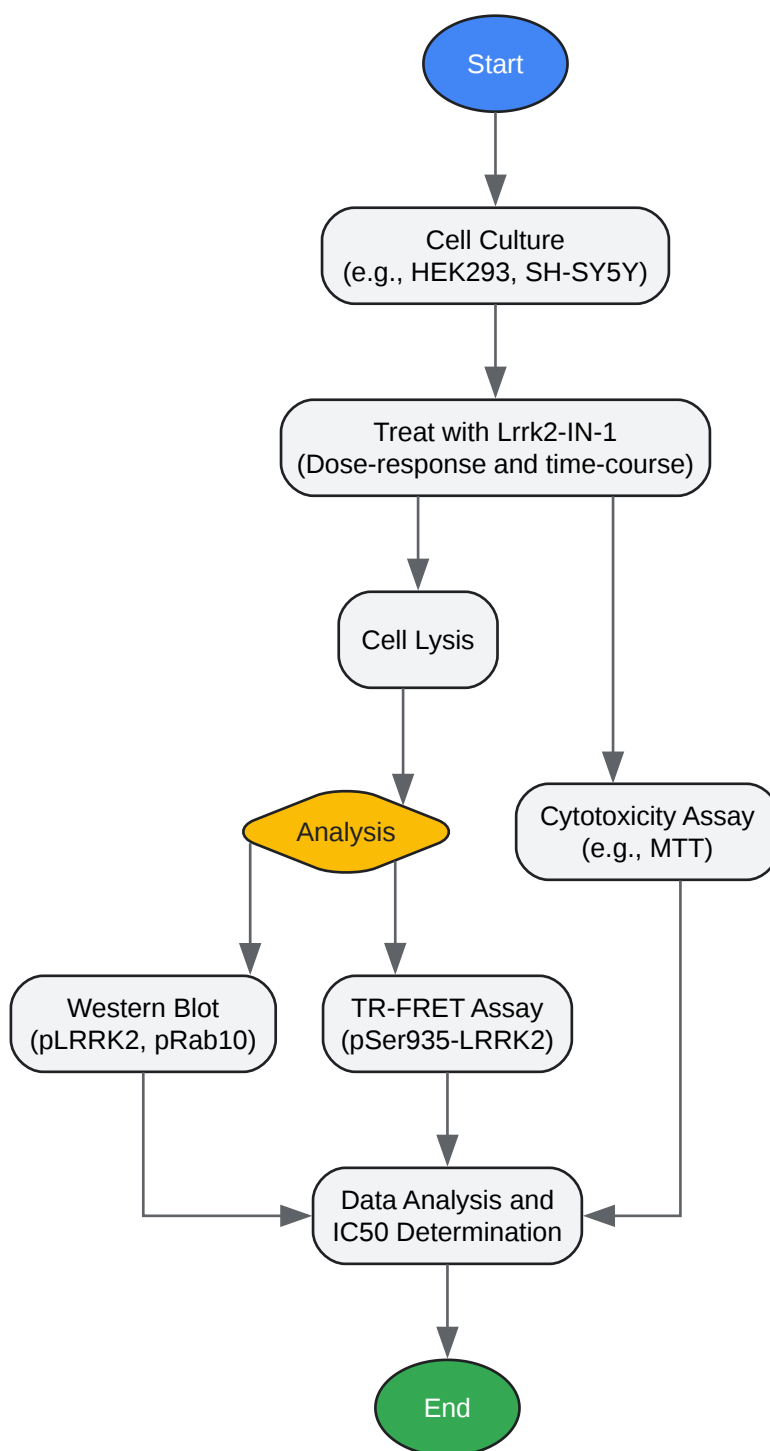 Start
Cell Culture
(e.g., HEK293, SH-SY5Y)
Treat with Lrrk2-IN-1
(Dose-response and time-course)
Cell Lysis
Analysis
Cytotoxicity Assay
(e.g., MTT)
Western Blot
(pLRRK2, pRab10)
TR-FRET Assay
(pSer935-LRRK2)
Data Analysis and
IC50 Determination
End